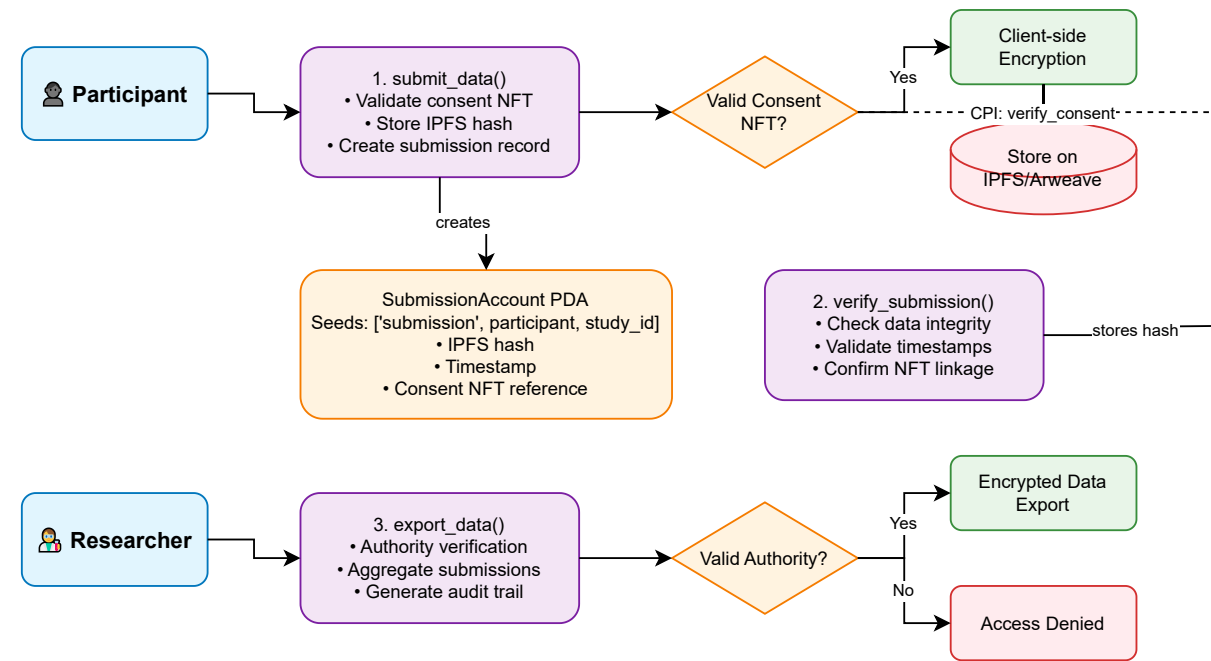 Participant
1. submit_data()
• Validate consent NFT
• Store IPFS hash
• Create submission record
Valid Consent
NFT?
Yes
Client-side
Encryption
CPI: verify_consent
Store on
IPFS/Arweave
creates
SubmissionAccount PDA
Seeds: ['submission', participant, study_id]
• IPFS hash
• Timestamp
• Consent NFT reference
2. verify_submission()
• Check data integrity
• Validate timestamps
• Confirm NFT linkage
stores hash
Researcher
3. export_data()
• Authority verification
• Aggregate submissions
• Generate audit trail
Valid Authority?
Yes
Encrypted Data
Export
No
Access Denied